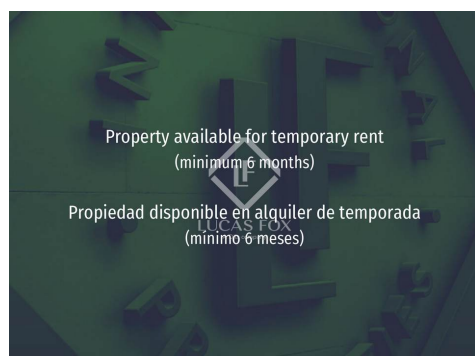 Property available for temporary rent
(minimum 6 months)
LF
Propiedad disponible en alquiler de temporada
LUCAS FOX
(mínimo 6 meses)